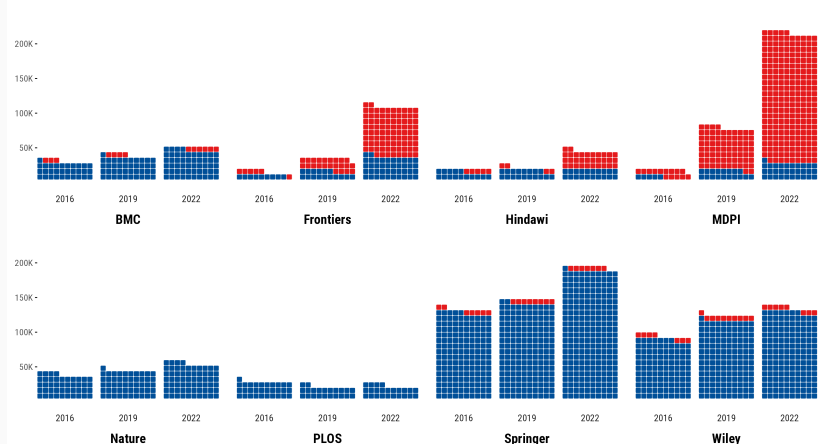 200K
150K
100K
50K
2016 2019 2022 2016 2019 2022 2016 2019 2022 2016 2019 2022
BMC Frontiers Hindawi MDPI
200K
150K
100K
50K
2016 2019 2022 2016 2019 2022 2016 2019 2022 2016 2019 2022
Nature PLOS Springer Wiley